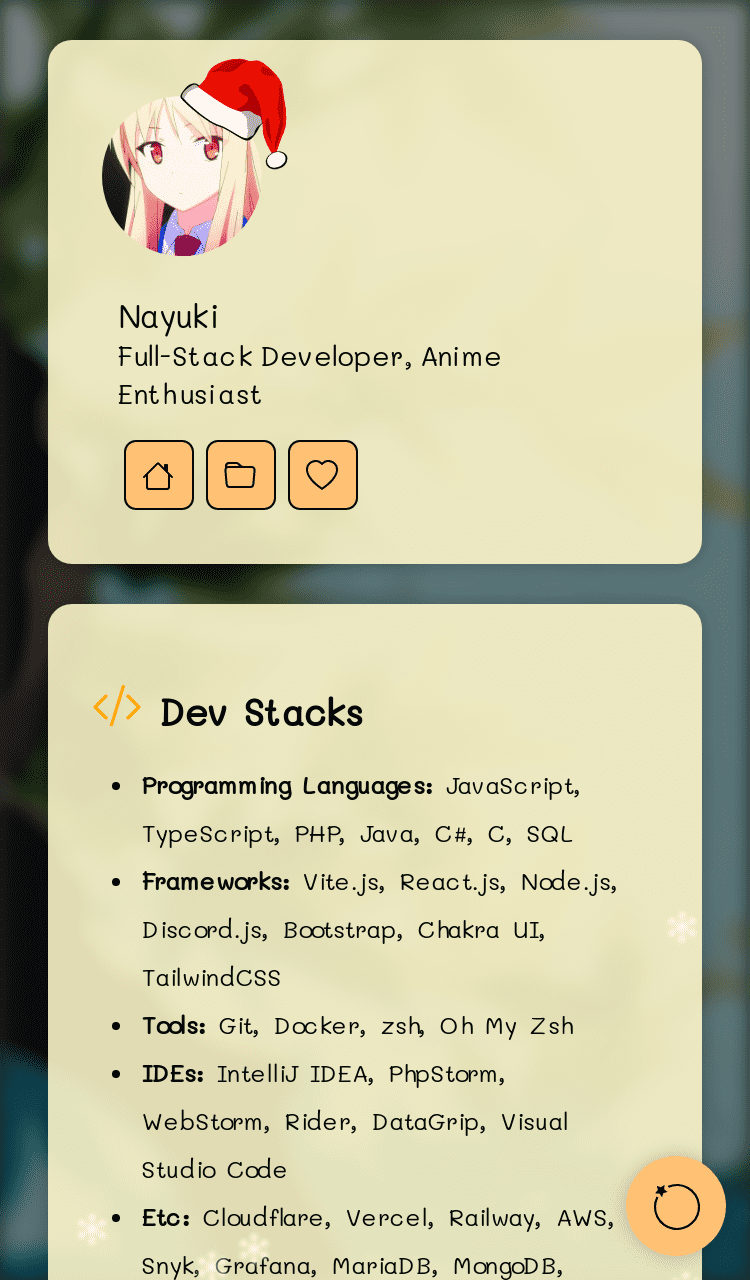 Nayuki
Full-Stack Developer, Anime
Enthusiast
</> Dev Stacks
• Programming Languages: JavaScript,
TypeScript, PHP, Java, C#, C, SQL
• Frameworks: Vite.js, React.js, Node.js,
Discord.js, Bootstrap, Chakra UI,
TailwindCSS
• Tools: Git, Docker, zsh, Oh My Zsh
• IDEs: IntelliJ IDEA, PhpStorm,
WebStorm, Rider, DataGrip, Visual
Studio Code
• Etc: Cloudflare, Vercel, Railway, AWS,
Snyk, Grafana, MariaDB, MongoDB,